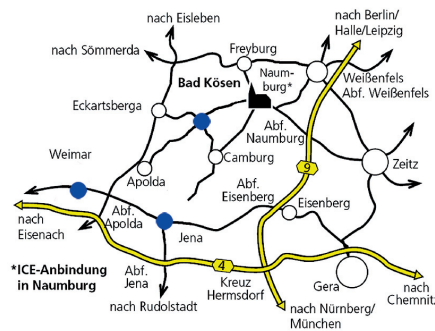 nach Eisleben
nach Berlin/
Halle/Leipzig
nach Sömmerda
Freyburg
Bad Kösen
Naum-
burg*
Weißenfels
Abf. Weißenfels
Eckartsberga
Abf.
Naumburg
Weimar
Camburg
Zeitz
Apolda
9
Abf.
Eisenberg
Eisenberg
Abf.
Apolda
nach
Eisenach
Jena
*ICE-Anbindung
in Naumburg
Abf.
Jena
4
Kreuz
Hermsdorf
Gera
nach
Chemnitz
nach Rudolstadt
nach Nürnberg/
München